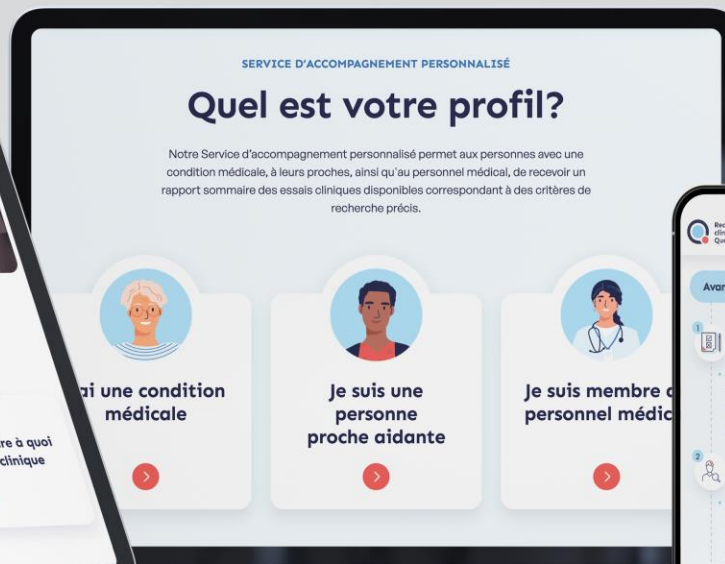 SERVICE D'ACCOMPAGNEMENT PERSONNALISÉ
Quel est votre profil?
Notre Service d'accompagnement personnalisé permet aux personnes avec une
condition médicale, à leurs proches, ainsi qu'au personnel médical, de recevoir un
rapport sommaire des essais cliniques disponibles correspondant à des critères de
recherche précis.
ai une condition
médicale
Je suis une
personne
proche aidante
Je suis membre
personnel médic
re à quoi
clinique
Avan
1
2